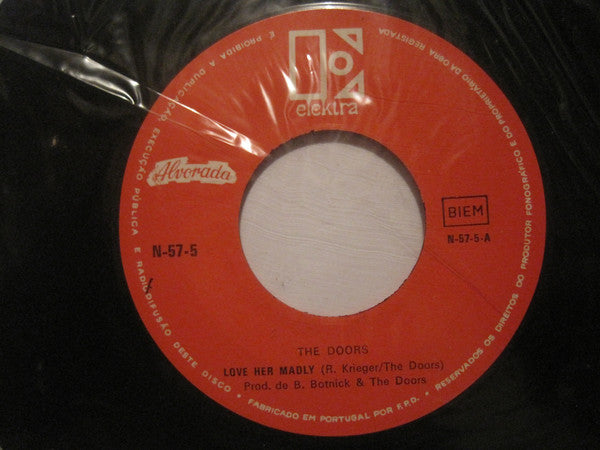 elektra
Alvorada
BIEM
N-57-5
N-57-5-A
THE DOORS
LOVE HER MADLY (R. Krieger/The Doors)
Prod. de B. Botnick & The Doors
• FABRICADO EM PORTUGAL POR F.P.D. • RESERVADOS OS DIREITOS DO PRODUTOR FONOGRÁFICO E DO PROPRIETÁRIO DA OBRA REGISTADA
E PROIBIDA A DUPLICAÇÃO, EXECUÇÃO PÚBLICA E RADIODIFUSÃO DESTE DISCO